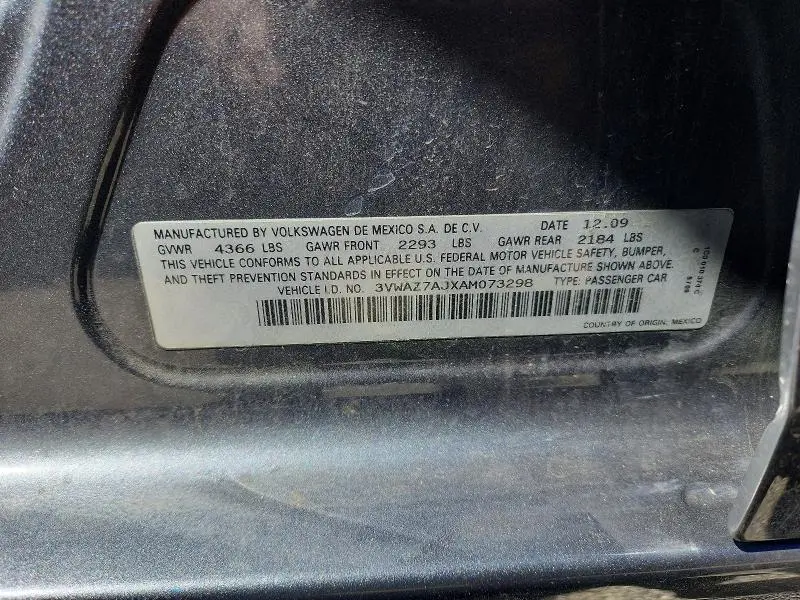 MANUFACTURED BY VOLKSWAGEN DE MEXICO S.A. DE C.V. DATE 12.09
GVWR 4366 LBS GAWR FRONT 2293 LBS GAWR REAR 2184 LBS
THIS VEHICLE CONFORMS TO ALL APPLICABLE U.S. FEDERAL MOTOR VEHICLE SAFETY, BUMPER,
AND THEFT PREVENTION STANDARDS IN EFFECT ON THE DATE OF MANUFACTURE SHOWN ABOVE.
VEHICLE I.D. NO. 3VWAZ7AJXAM073298 TYPE: PASSENGER CAR
COUNTRY OF ORIGIN: MEXICO